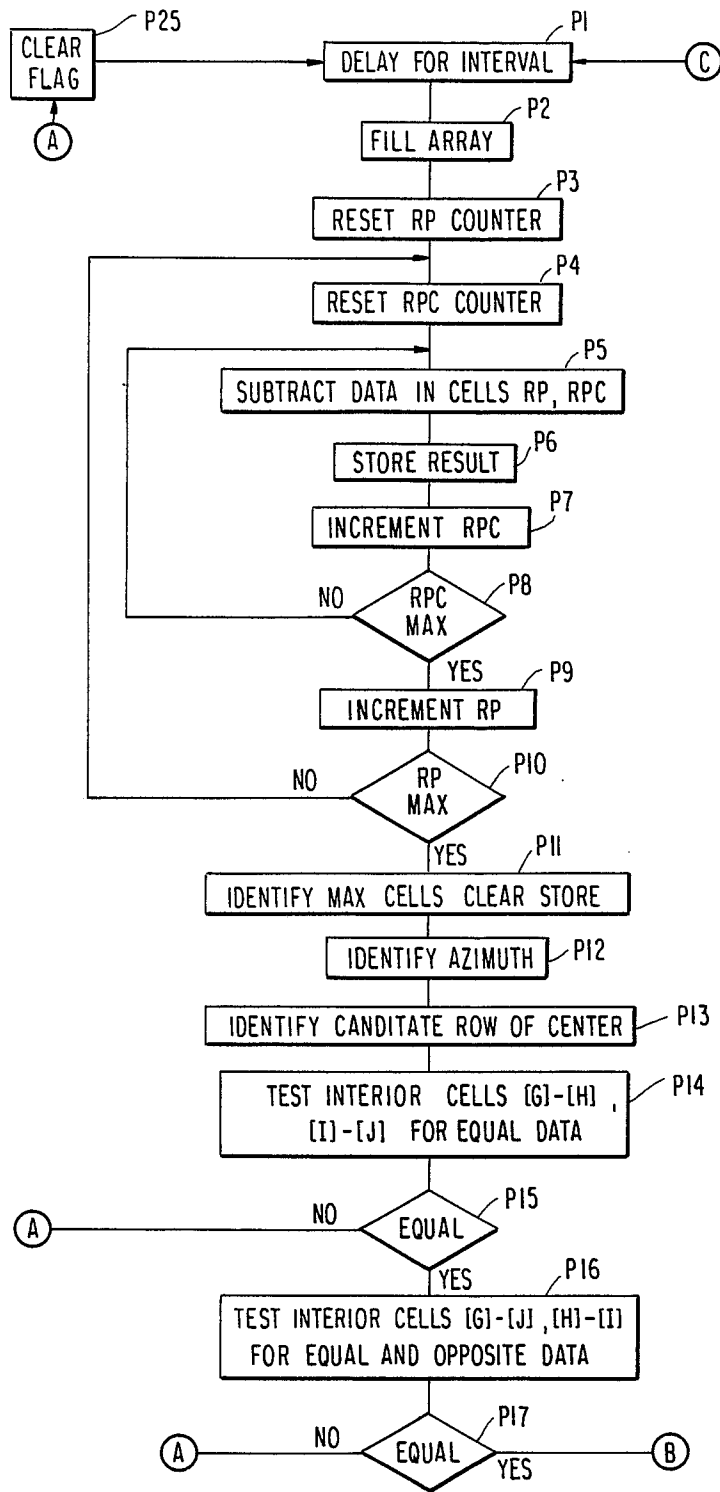 P25
CLEAR
FLAG
A
P1
DELAY FOR INTERVAL
C
P2
FILL ARRAY
P3
RESET RP COUNTER
P4
RESET RPC COUNTER
P5
SUBTRACT DATA IN CELLS RP, RPC
P6
STORE RESULT
P7
INCREMENT RPC
P8
RPC
MAX
NO
YES
P9
INCREMENT RP
P10
RP
MAX
NO
YES
P11
IDENTIFY MAX CELLS CLEAR STORE
IDENTIFY AZIMUTH
P12
IDENTIFY CANDITATE ROW OF CENTER
P13
P14
TEST INTERIOR CELLS [G]-[H],
[I]-[J] FOR EQUAL DATA
P15
EQUAL
NO
A
YES
P16
TEST INTERIOR CELLS [G]-[J],[H]-[I]
FOR EQUAL AND OPPOSITE DATA
P17
A
NO
EQUAL
YES
B